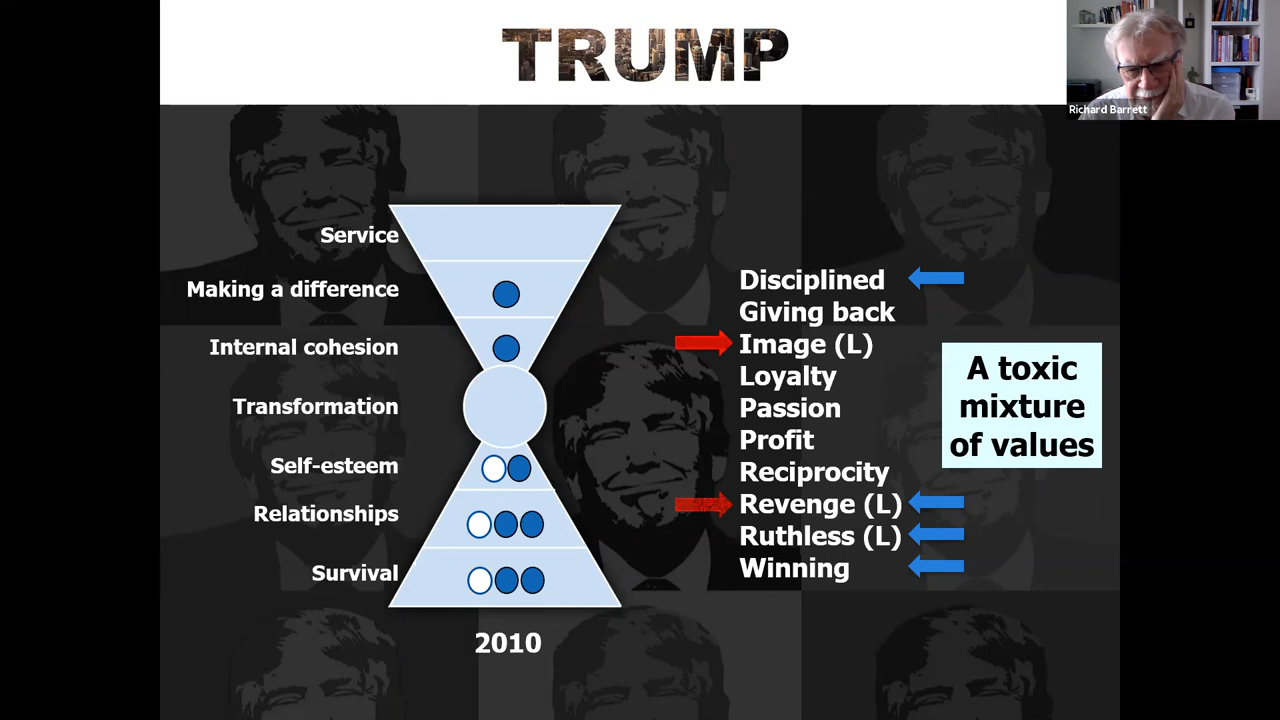 TRUMP
Richard Barrett
Service
Making a difference
Internal cohesion
Transformation
Self-esteem
Relationships
Survival
2010
Disciplined
Giving back
Image (L)
Loyalty
Passion
Profit
Reciprocity
Revenge (L)
Ruthless (L)
Winning
A toxic
mixture
of values